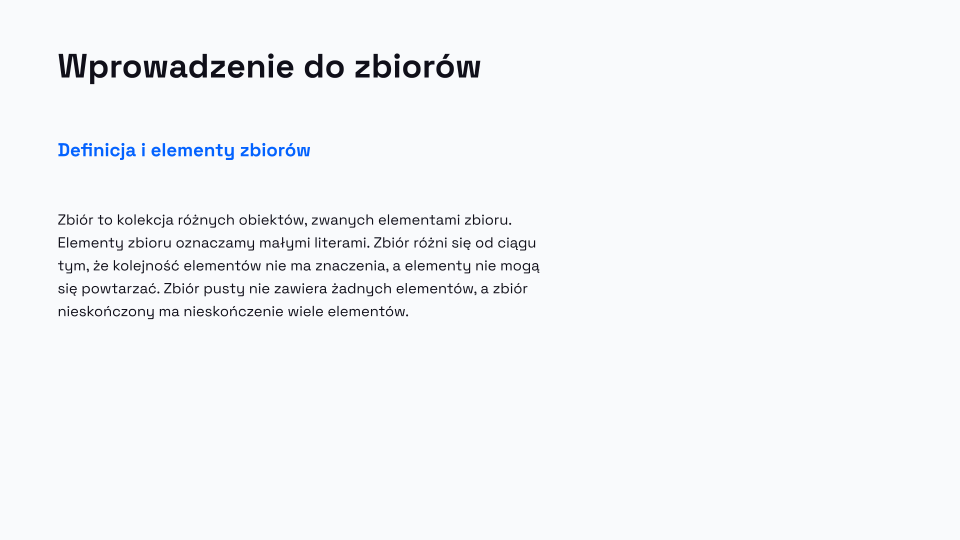 Wprowadzenie do zbiorów
Definicja i elementy zbiorów
Zbiór to kolekcja różnych obiektów, zwanych elementami zbioru.
Elementy zbioru oznaczamy małymi literami. Zbiór różni się od ciągu
tym, że kolejność elementów nie ma znaczenia, a elementy nie mogą
się powtarzać. Zbiór pusty nie zawiera żadnych elementów, a zbiór
nieskończony ma nieskończenie wiele elementów.